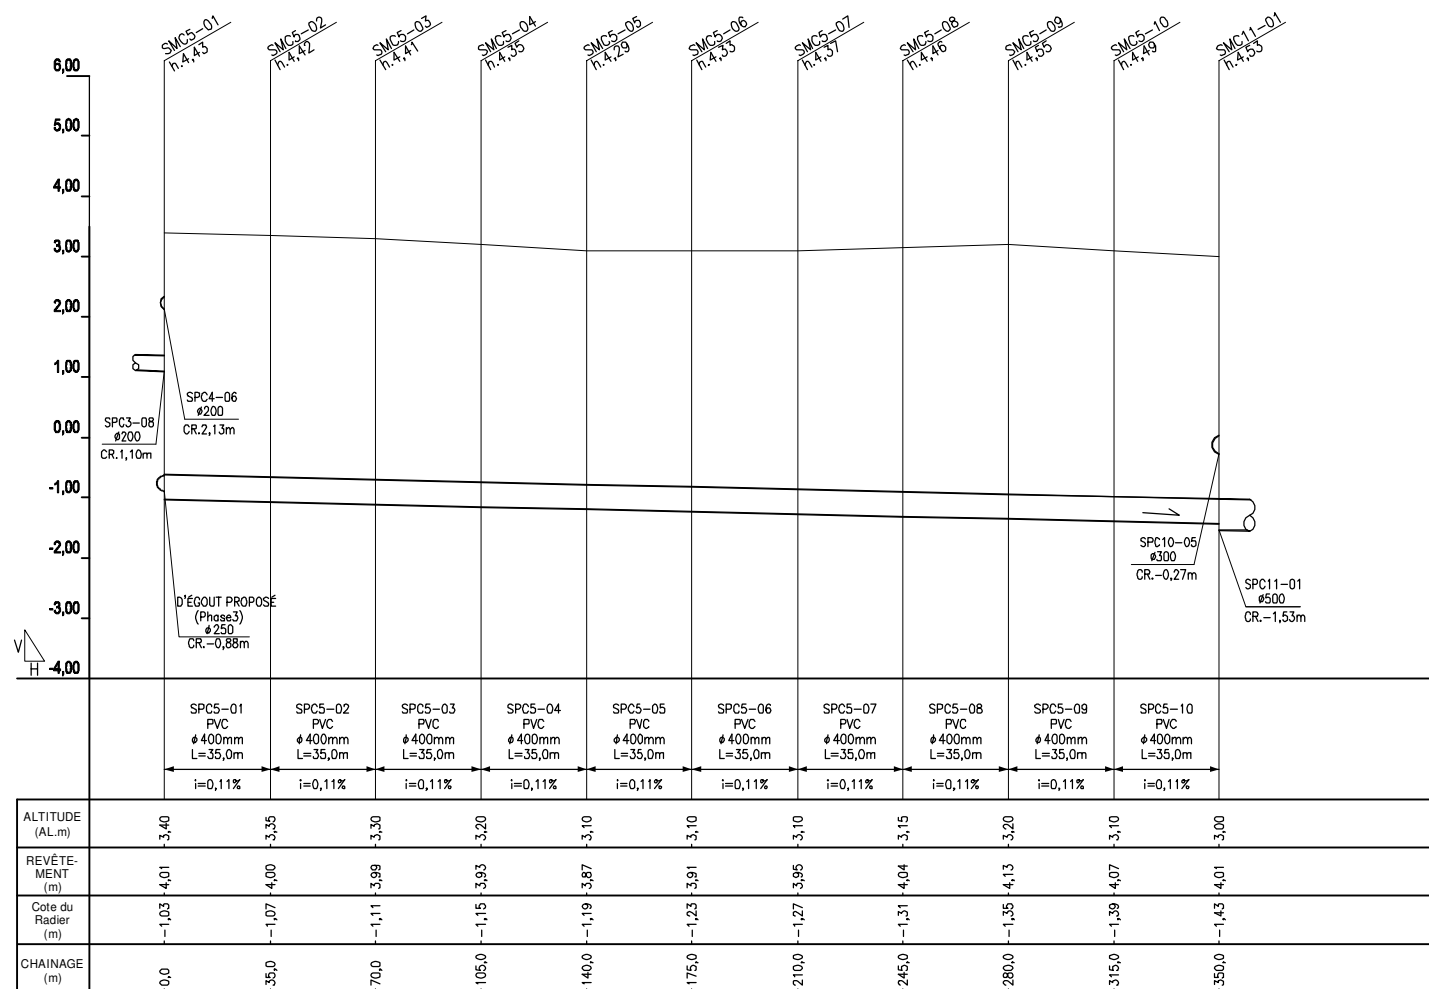 SMC5-01
h.4,43
SMC5-02
h.4,42
SMC5-03
h.4,41
SMC5-04
h.4,35
SMC5-05
h.4,29
SMC5-06
h.4,33
SMC5-07
h.4,37
SMC5-08
h.4,46
SMC5-09
h.4,55
SMC5-10
h.4,49
SMC11-01
h.4,53
6,00
5,00
4,00
3,00
2,00
1,00
0,00
-1,00
-2,00
-3,00
-4,00
V
H
SPC4-06
ø200
CR.2,13m
SPC3-08
ø200
CR.1,10m
D'ÉGOUT PROPOSÉ
(Phase3)
ø250
CR.-0,88m
SPC10-05
ø300
CR.-0,27m
SPC11-01
ø500
CR.-1,53m
SPC5-01
PVC
ø400mm
L=35,0m
i=0,11%
SPC5-02
PVC
ø400mm
L=35,0m
i=0,11%
SPC5-03
PVC
ø400mm
L=35,0m
i=0,11%
SPC5-04
PVC
ø400mm
L=35,0m
i=0,11%
SPC5-05
PVC
ø400mm
L=35,0m
i=0,11%
SPC5-06
PVC
ø400mm
L=35,0m
i=0,11%
SPC5-07
PVC
ø400mm
L=35,0m
i=0,11%
SPC5-08
PVC
ø400mm
L=35,0m
i=0,11%
SPC5-09
PVC
ø400mm
L=35,0m
i=0,11%
SPC5-10
PVC
ø400mm
L=35,0m
i=0,11%
ALTITUDE
(AL.m)
3,40
3,35
3,30
3,20
3,10
3,10
3,10
3,15
3,20
3,10
3,00
REVÊTE-
MENT
(m)
4,01
4,00
3,99
3,93
3,87
3,91
3,95
4,04
4,13
4,07
4,01
Cote du
Radier
(m)
-1,03
-1,07
-1,11
-1,15
-1,19
-1,23
-1,27
-1,31
-1,35
-1,39
-1,43
CHAINAGE
(m)
0,0
35,0
70,0
105,0
140,0
175,0
210,0
245,0
280,0
315,0
350,0